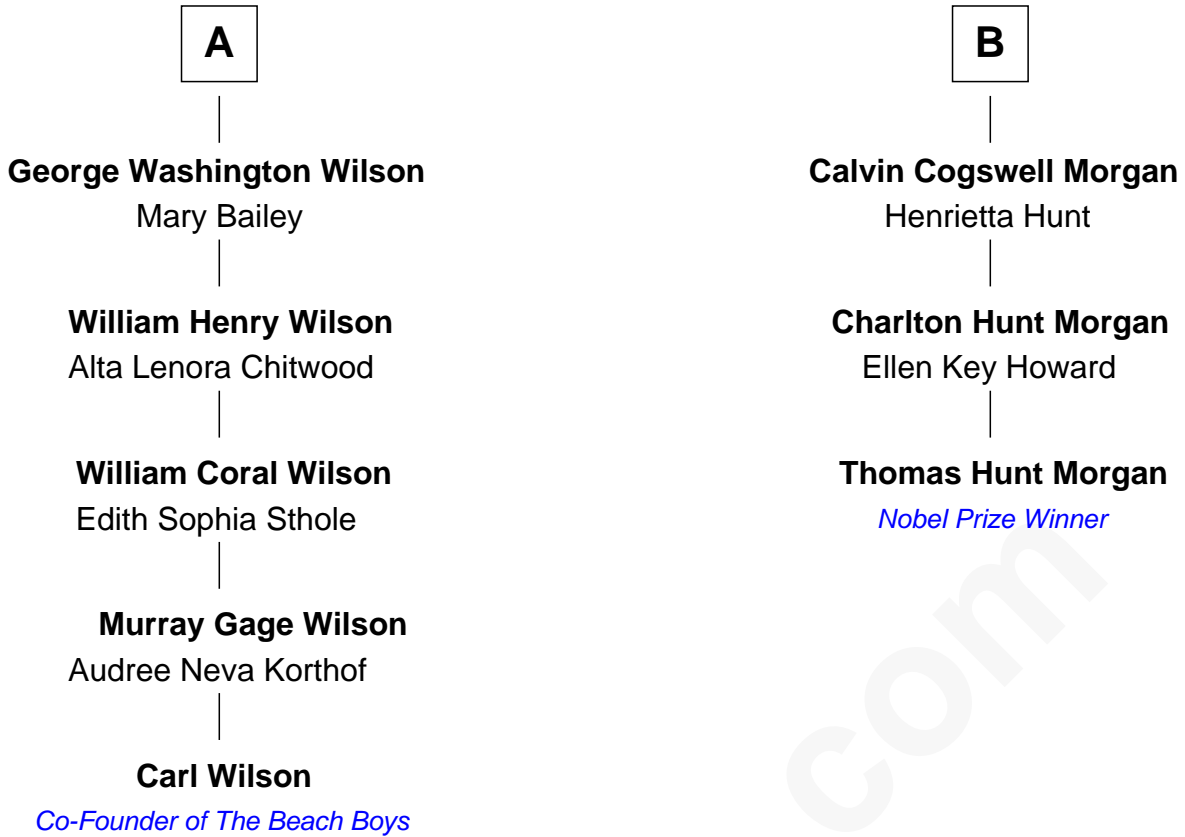 A
George Washington Wilson
Mary Bailey
William Henry Wilson
Alta Lenora Chitwood
William Coral Wilson
Edith Sophia Sthole
Murray Gage Wilson
Audree Neva Korthof
Carl Wilson
Co-Founder of The Beach Boys
B
Calvin Cogswell Morgan
Henrietta Hunt
Charlton Hunt Morgan
Ellen Key Howard
Thomas Hunt Morgan
Nobel Prize Winner
com